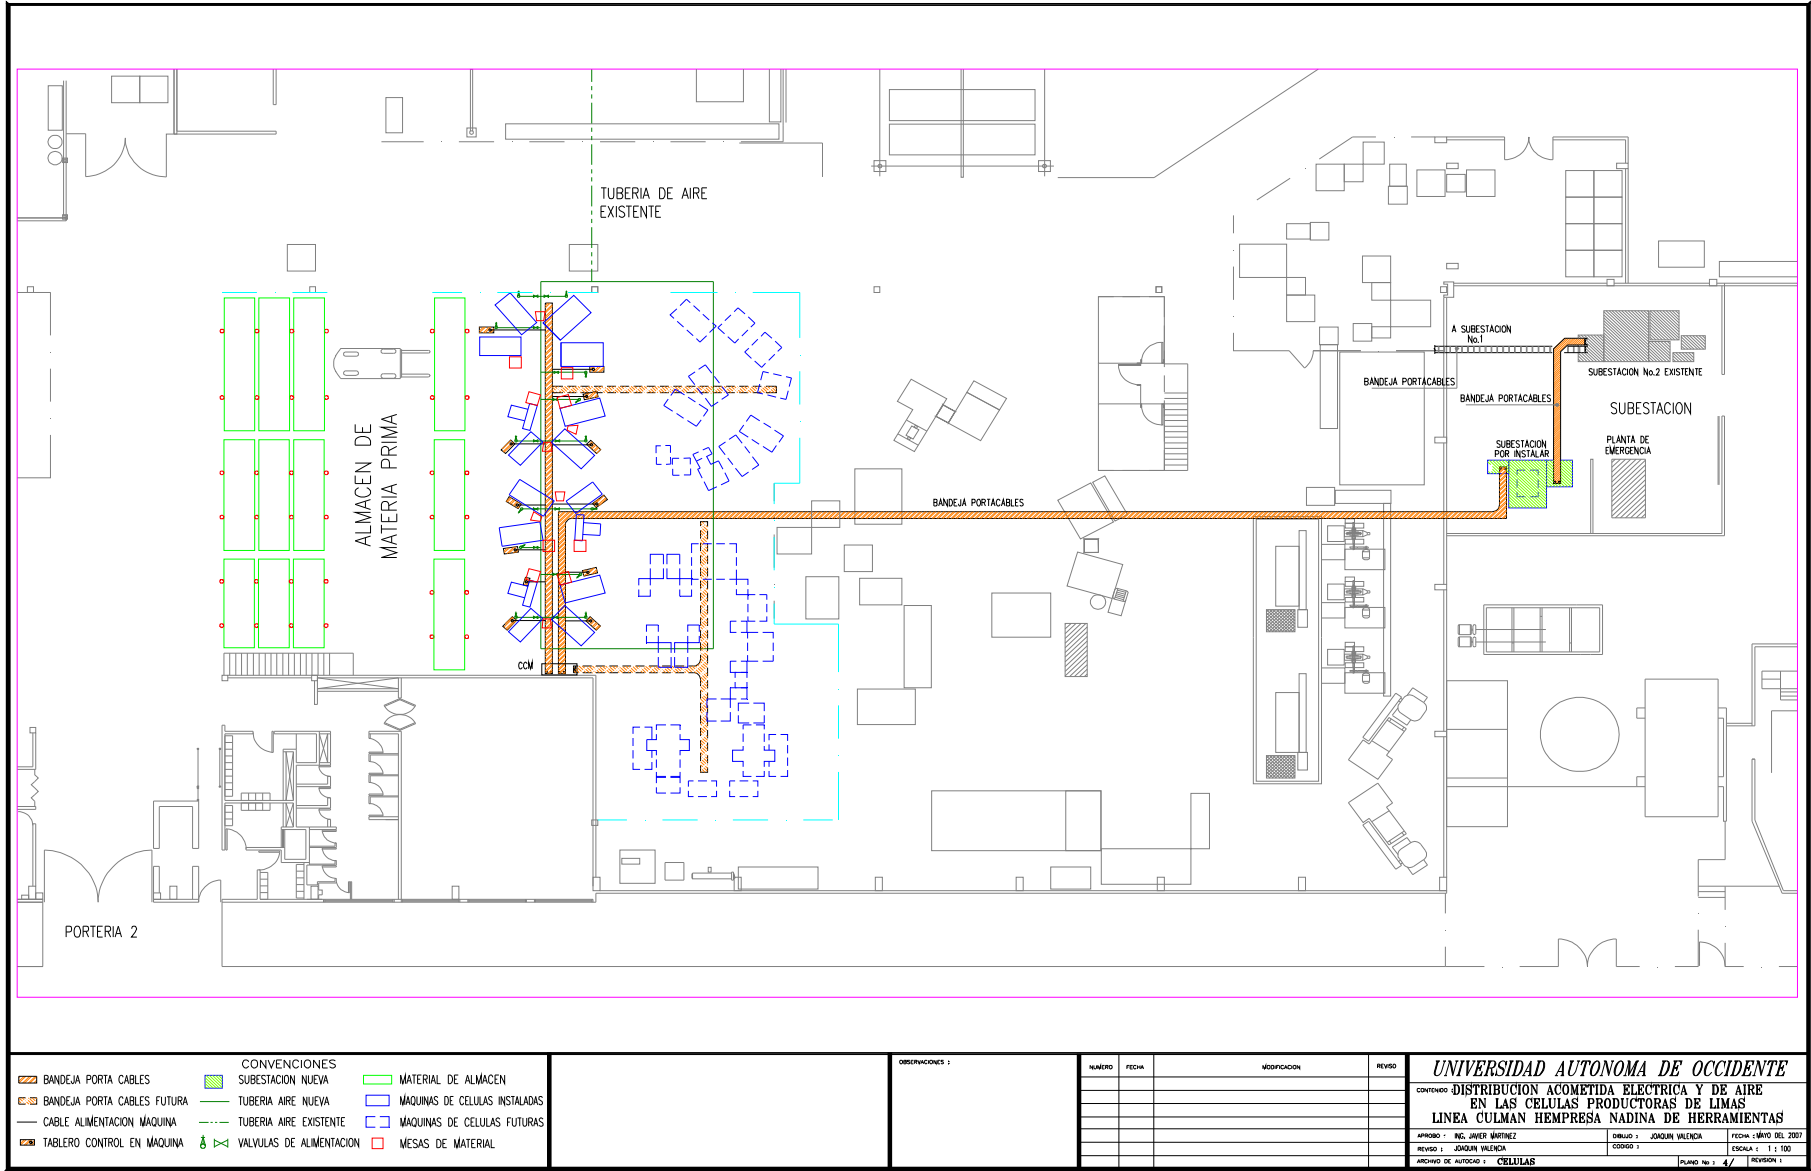 TUBERIA DE AIRE
EXISTENTE
A SUBESTACION
No.1
SUBESTACION No.2 EXISTENTE
BANDEJA PORTACABLES
BANDEJA PORTACABLES
SUBESTACION
ALMACEN DE
MATERIA PRIMA
PLANTA DE
EMERGENCIA
SUBESTACION
POR INSTALAR
BANDEJA PORTACABLES
CCM
PORTERIA 2
CONVENCIONES
BANDEJA PORTA CABLES
BANDEJA PORTA CABLES FUTURA
CABLE ALIMENTACION MAQUINA
TABLERO CONTROL EN MAQUINA
SUBESTACION NUEVA
TUBERIA AIRE NUEVA
TUBERIA AIRE EXISTENTE
VALVULAS DE ALIMENTACION
MATERIAL DE ALMACEN
MAQUINAS DE CELULAS INSTALADAS
MAQUINAS DE CELULAS FUTURAS
MESAS DE MATERIAL
OBSERVACIONES :
NUMERO FECHA MODIFICACION REVISO
UNIVERSIDAD AUTONOMA DE OCCIDENTE
CONTENIDO : DISTRIBUCION ACOMETIDA ELECTRICA Y DE AIRE
EN LAS CELULAS PRODUCTORAS DE LIMAS
LINEA CULMAN HEMPRESA NADINA DE HERRAMIENTAS
APROBO : ING. JAVIER MARTINEZ DIBUJO : JOAQUIN VALENCIA FECHA : MAYO DEL 2007
REVISO : JOAQUIN VALENCIA CODIGO : ESCALA : 1 : 100
ARCHIVO DE AUTOCAD : CELULAS PLANO No : 4/ REVISION :